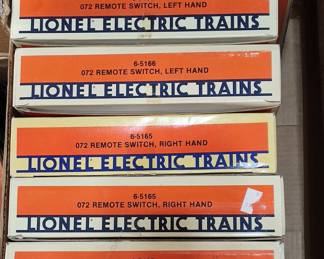 072 REMOTE SWITCH, LEFT HAND
LIONEL ELECTRIC TRAINS
6-5166
072 REMOTE SWITCH, LEFT HAND
LIONEL ELECTRIC TRAINS
6-5165
072 REMOTE SWITCH, RIGHT HAND
LIONEL ELECTRIC TRAINS
6-5165
072 REMOTE SWITCH, RIGHT HAND
LIONEL ELECTRIC TRAINS